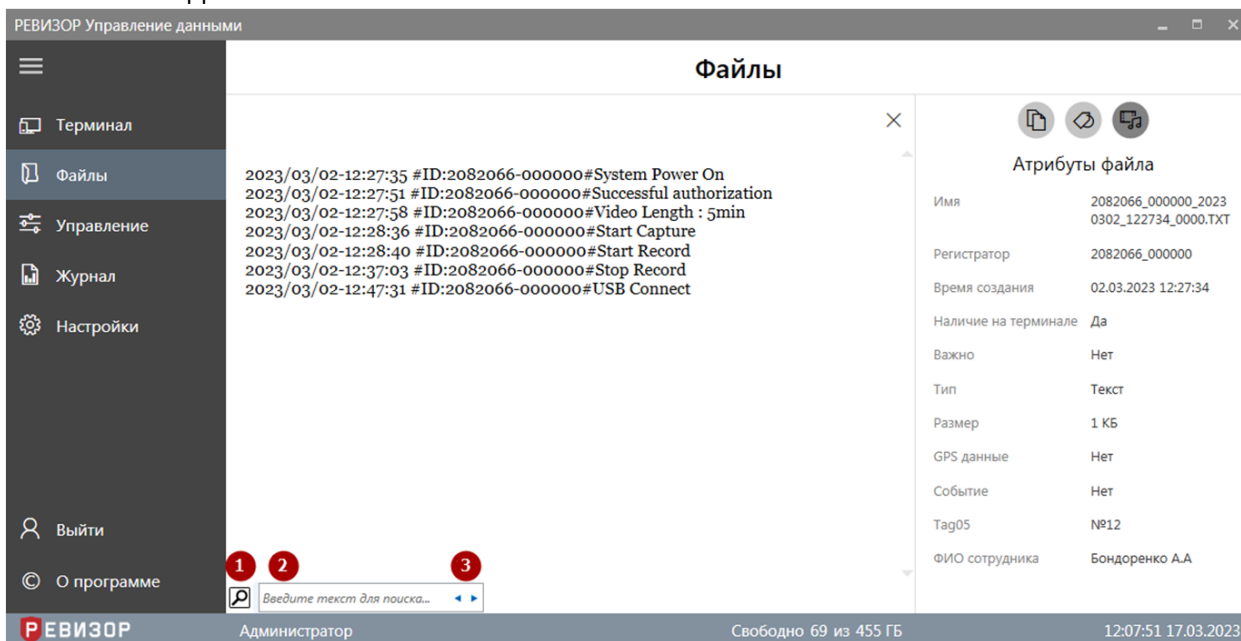 РЕВИЗОР Управление данными
Файлы
Терминал
Файлы
Управление
Журнал
Настройки
Выйти
О программе
2023/03/02-12:27:35 #ID:2082066-000000#System Power On
2023/03/02-12:27:51 #ID:2082066-000000#Successful authorization
2023/03/02-12:27:58 #ID:2082066-000000#Video Length : 5min
2023/03/02-12:28:36 #ID:2082066-000000#Start Capture
2023/03/02-12:28:40 #ID:2082066-000000#Start Record
2023/03/02-12:37:03 #ID:2082066-000000#Stop Record
2023/03/02-12:47:31 #ID:2082066-000000#USB Connect
1 2 3
Введите текст для поиска...
Атрибуты файла
Имя 2082066_000000_2023
0302_122734_0000.TXT
Регистратор 2082066_000000
Время создания 02.03.2023 12:27:34
Наличие на терминале Да
Важно Нет
Тип Текст
Размер 1 КБ
GPS данные Нет
Событие Нет
Tag05 №12
ФИО сотрудника Бондоренко А.А
РЕВИЗОР Администратор Свободно 69 из 455 ГБ 12:07:51 17.03.2023